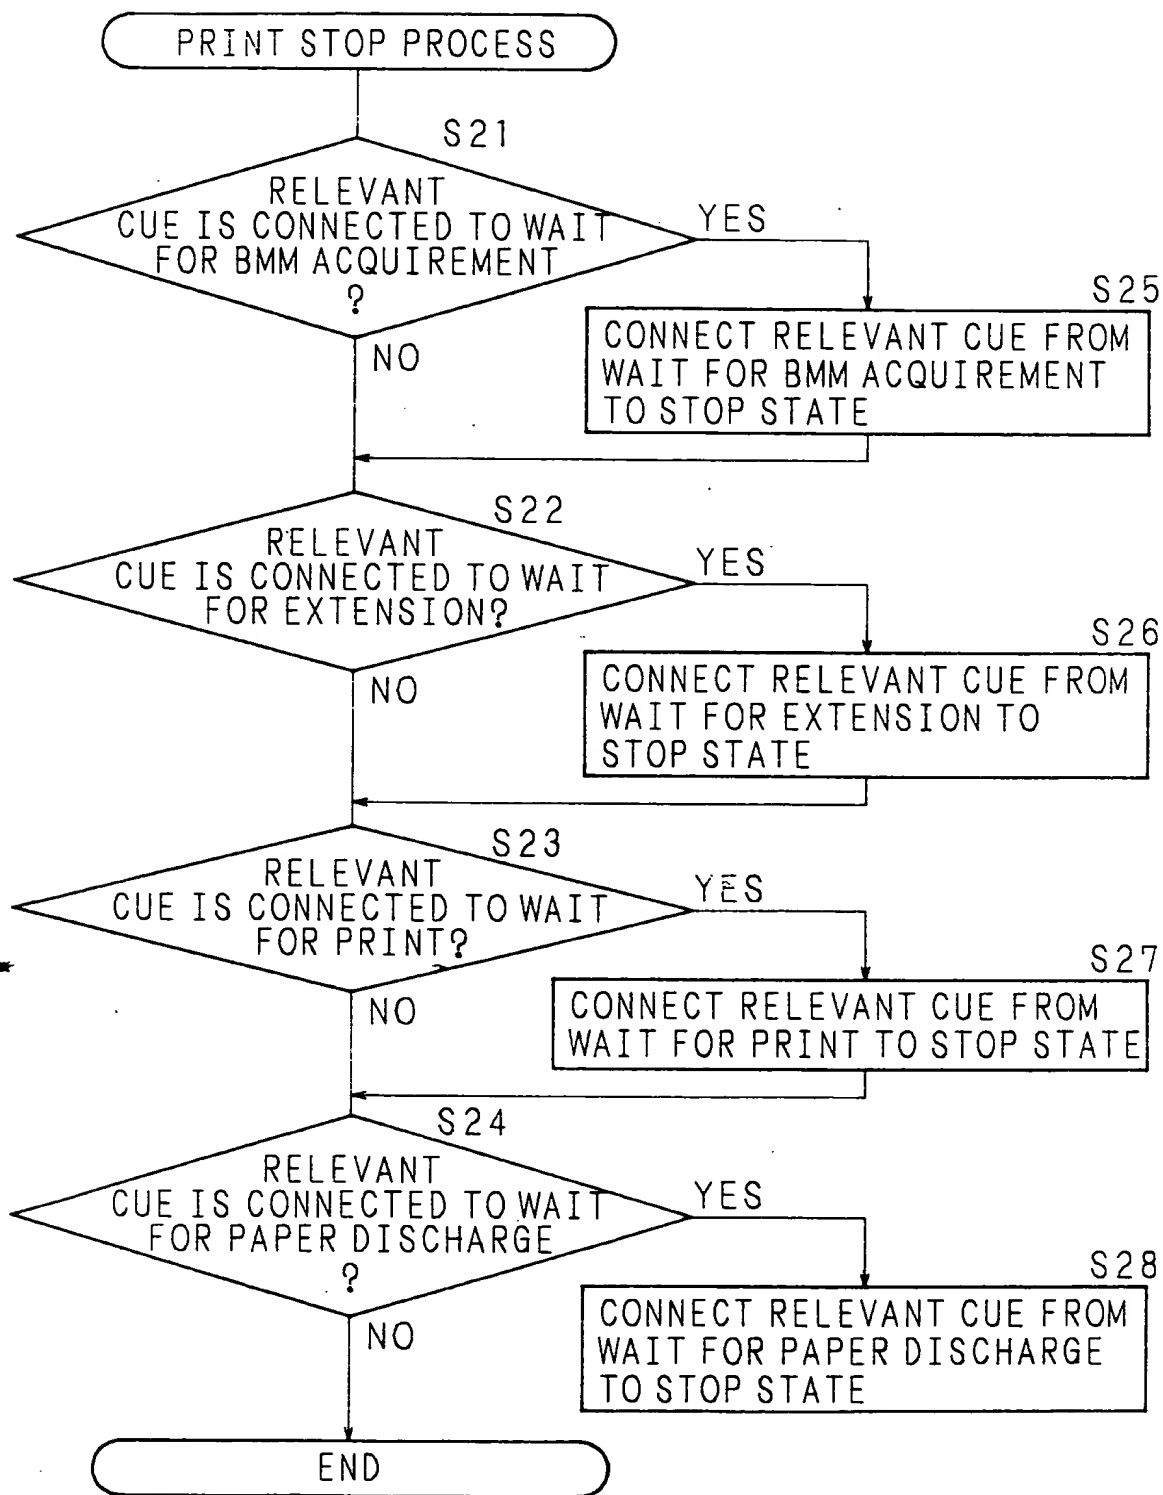 PRINT STOP PROCESS
S21
RELEVANT
CUE IS CONNECTED TO WAIT
FOR BMM ACQUIREMENT
?
YES
NO
S25
CONNECT RELEVANT CUE FROM
WAIT FOR BMM ACQUIREMENT
TO STOP STATE
S22
RELEVANT
CUE IS CONNECTED TO WAIT
FOR EXTENSION?
YES
NO
S26
CONNECT RELEVANT CUE FROM
WAIT FOR EXTENSION TO
STOP STATE
S23
RELEVANT
CUE IS CONNECTED TO WAIT
FOR PRINT?
YES
NO
S27
CONNECT RELEVANT CUE FROM
WAIT FOR PRINT TO STOP STATE
S24
RELEVANT
CUE IS CONNECTED TO WAIT
FOR PAPER DISCHARGE
?
YES
NO
S28
CONNECT RELEVANT CUE FROM
WAIT FOR PAPER DISCHARGE
TO STOP STATE
END